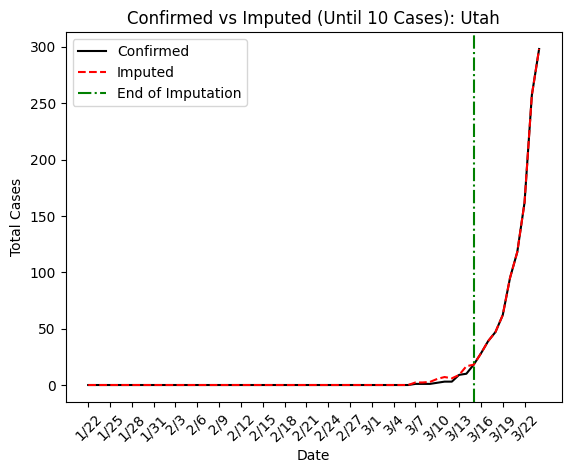 Confirmed vs Imputed (Until 10 Cases): Utah
Confirmed
Imputed
End of Imputation
Total Cases
300
250
200
150
100
50
0
1/22 1/25 1/28 1/31 2/3 2/6 2/9 2/12 2/15 2/18 2/21 2/24 2/27 3/1 3/4 3/7 3/10 3/13 3/16 3/19 3/22
Date